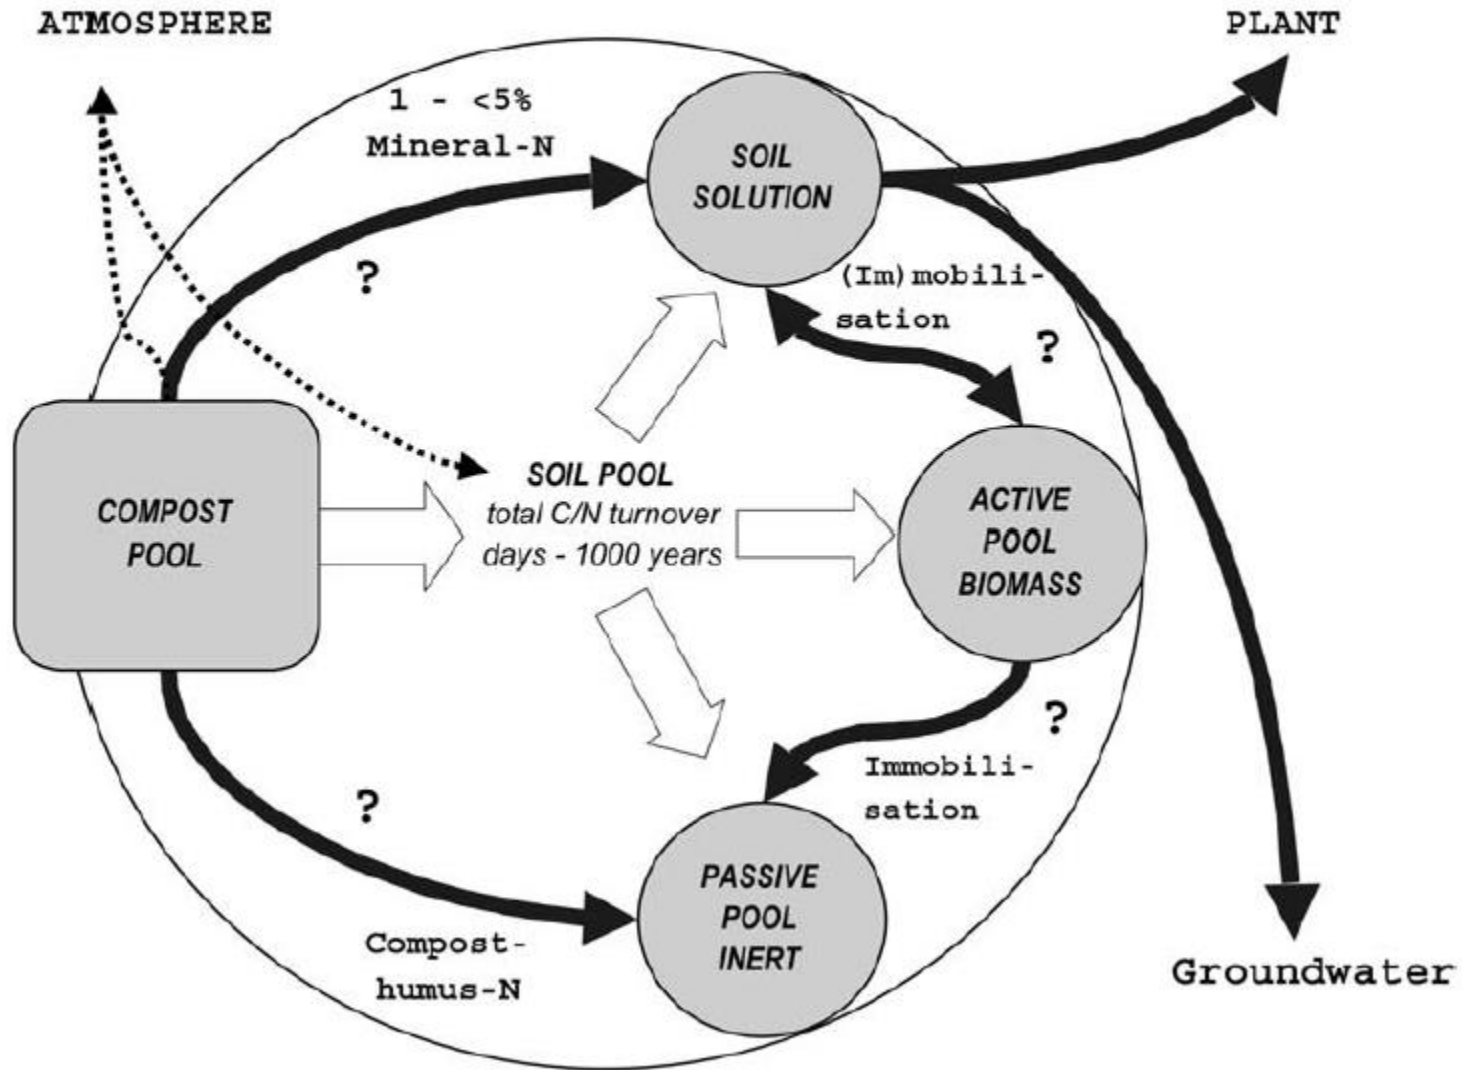 ATMOSPHERE
PLANT
1 - <5%
Mineral-N
SOIL
SOLUTION
?
(Im)mobili-
sation
?
SOIL POOL
total C/N turnover
days - 1000 years
COMPOST
POOL
ACTIVE
POOL
BIOMASS
?
Immobili-
sation
?
PASSIVE
POOL
INERT
Compost-
humus-N
Groundwater